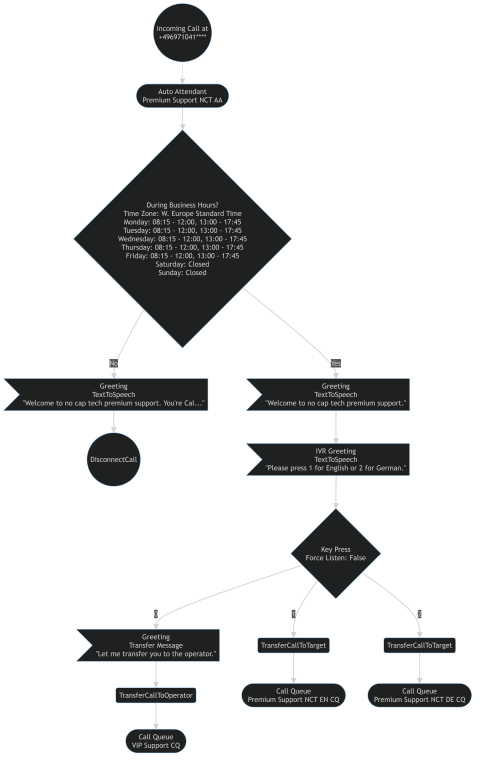 Incoming Call at
+496971041****
Auto Attendant
Premium Support NCT AA
During Business Hours?
Time Zone: W. Europe Standard Time
Monday: 08:15 - 12:00, 13:00 - 17:45
Tuesday: 08:15 - 12:00, 13:00 - 17:45
Wednesday: 08:15 - 12:00, 13:00 - 17:45
Thursday: 08:15 - 12:00, 13:00 - 17:45
Friday: 08:15 - 12:00, 13:00 - 17:45
Saturday: Closed
Sunday: Closed
No
Yes
Greeting
TextToSpeech
"Welcome to no cap tech premium support. You're Cal..."
Greeting
TextToSpeech
"Welcome to no cap tech premium support."
DisconnectCall
IVR Greeting
TextToSpeech
"Please press 1 for English or 2 for German."
Key Press
Force Listen: False
0
1
2
Greeting
Transfer Message
"Let me transfer you to the operator."
TransferCallToTarget
TransferCallToTarget
TransferCallToOperator
Call Queue
Premium Support NCT EN CQ
Call Queue
Premium Support NCT DE CQ
Call Queue
VIP Support CQ